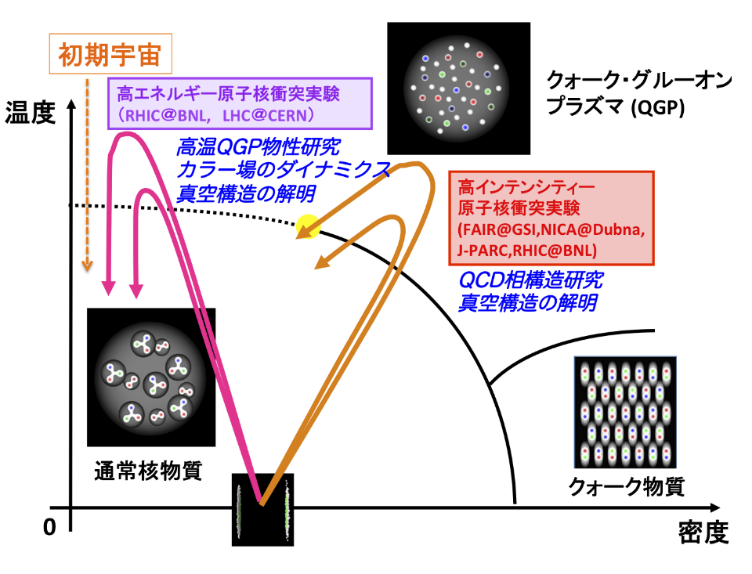 初期宇宙
温度
高エネルギー原子核衝突実験
（RHIC＠BNL, LHC＠CERN）
高温QGP物性研究
カラー場のダイナミクス
真空構造の解明
クォーク・グルーオン
プラズマ (QGP)
高インテンシティー
原子核衝突実験
(FAIR@GSI,NICA@Dubna,
J-PARC,RHIC@BNL)
QCD相構造研究
真空構造の解明
通常核物質
クォーク物質
0
密度